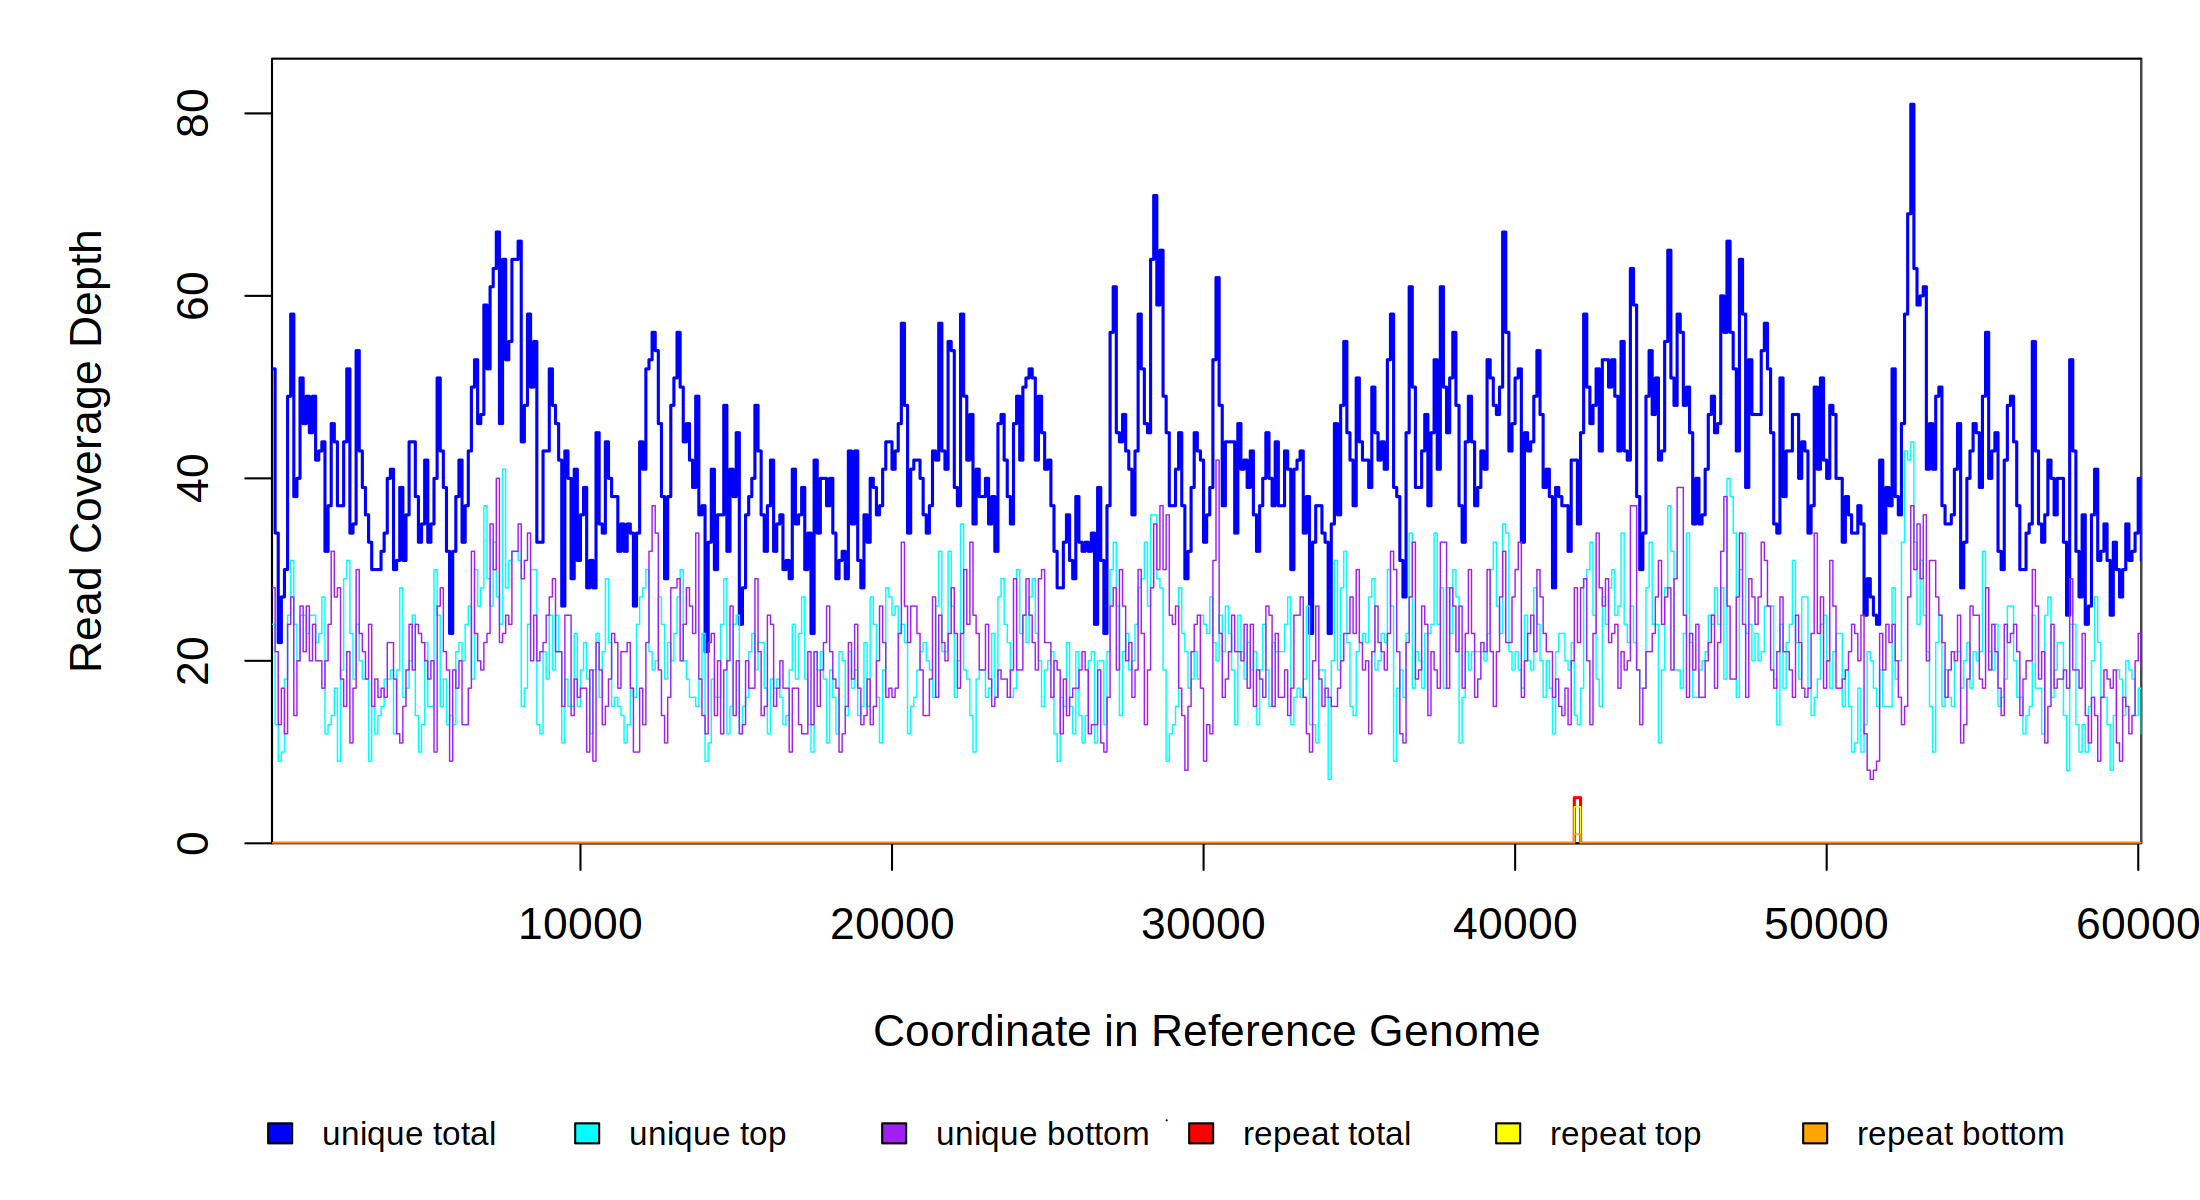 Read Coverage Depth
80
60
40
20
0
10000 20000 30000 40000 50000 60000
Coordinate in Reference Genome
unique total unique top unique bottom repeat total repeat top repeat bottom